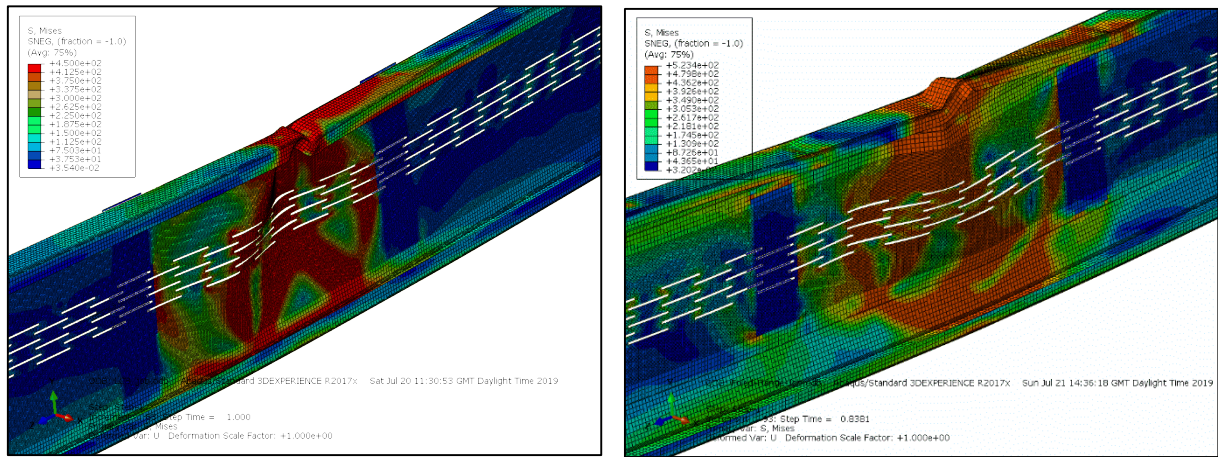 S, Mises
SNEG, (fraction = -1.0)
(Avg: 75%)
+4.500e+02
+4.125e+02
+3.750e+02
+3.375e+02
+3.000e+02
+2.625e+02
+2.250e+02
+1.875e+02
+1.500e+02
+1.125e+02
+7.503e+01
+3.753e+01
+3.540e-02
Abaqus/Standard 3DEXPERIENCE R2017x Sat Jul 20 11:30:53 GMT Daylight Time 2019
Step Time = 1.000
S, Mises
Var: U Deformation Scale Factor: +1.000e+00
S, Mises
SNEG, (fraction = -1.0)
(Avg: 75%)
+5.234e+02
+4.798e+02
+4.362e+02
+3.926e+02
+3.490e+02
+3.053e+02
+2.617e+02
+2.181e+02
+1.745e+02
+1.309e+02
+8.726e+01
+4.365e+01
Abaqus/Standard 3DEXPERIENCE R2017x Sun Jul 21 14:36:18 GMT Daylight Time 2019
93: Step Time = 0.8381
Var: S, Mises
Var: U Deformation Scale Factor: +1.000e+00